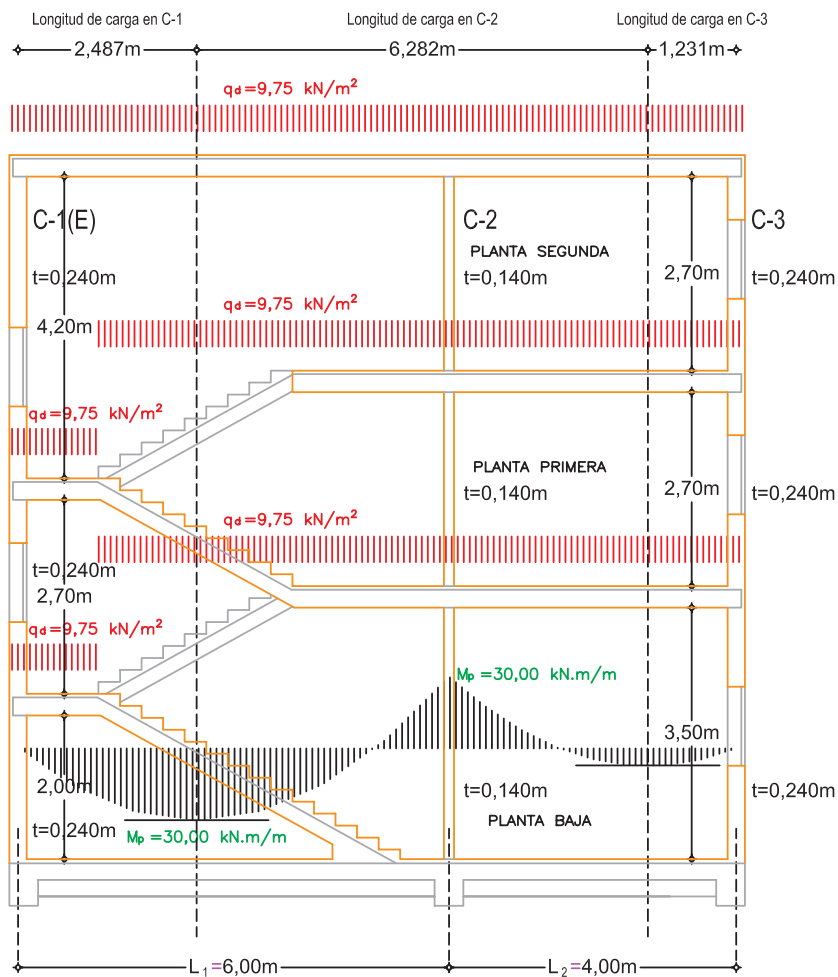 Longitud de carga en C-1
Longitud de carga en C-2
Longitud de carga en C-3
2,487m
6,282m
1,231m
qd=9,75 kN/m²
C-1(E)
C-2
C-3
PLANTA SEGUNDA
t=0,240m
t=0,140m
2,70m
t=0,240m
qd=9,75 kN/m²
4,20m
qd=9,75 kN/m²
PLANTA PRIMERA
t=0,140m
2,70m
t=0,240m
qd=9,75 kN/m²
t=0,240m
2,70m
qd=9,75 kN/m²
Mp=30,00 kN.m/m
3,50m
2,00m
t=0,140m
t=0,240m
PLANTA BAJA
t=0,240m
Mp=30,00 kN.m/m
L1=6,00m
L2=4,00m